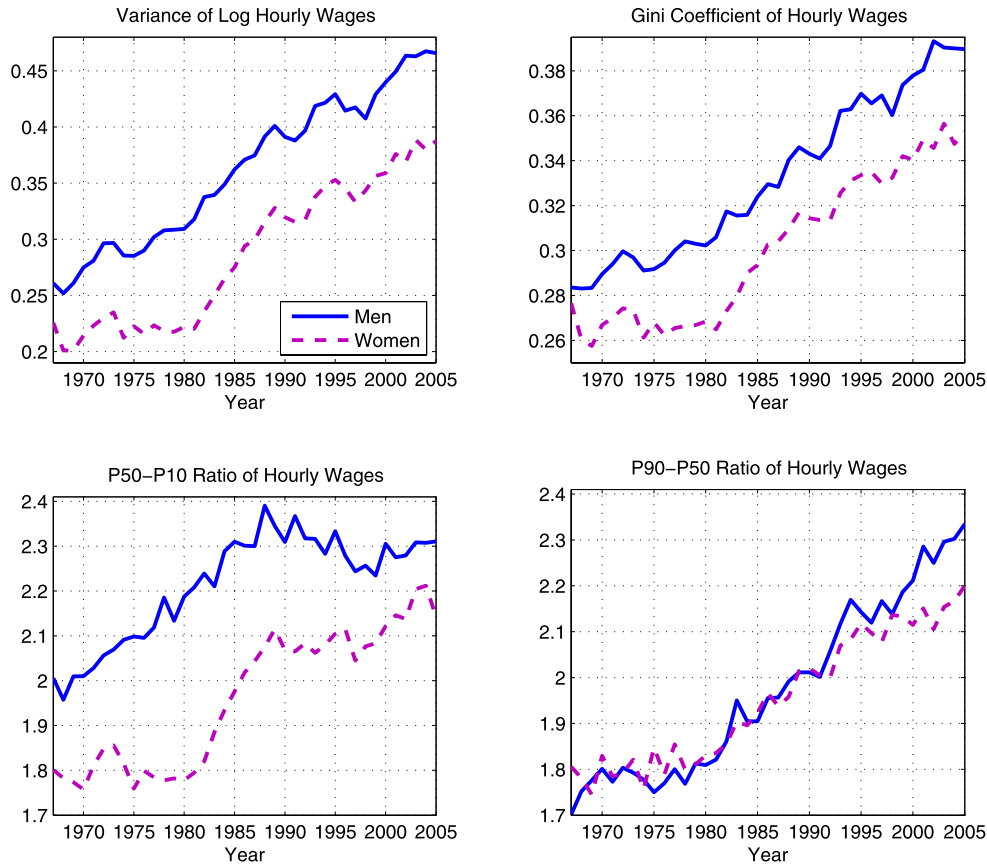 Variance of Log Hourly Wages
0.45
0.4
0.35
0.3
0.25
0.2
Men
Women
1970 1975 1980 1985 1990 1995 2000 2005
Year
Gini Coefficient of Hourly Wages
0.38
0.36
0.34
0.32
0.3
0.28
0.26
1970 1975 1980 1985 1990 1995 2000 2005
Year
P50−P10 Ratio of Hourly Wages
2.4
2.3
2.2
2.1
2
1.9
1.8
1.7
1970 1975 1980 1985 1990 1995 2000 2005
Year
P90−P50 Ratio of Hourly Wages
2.4
2.3
2.2
2.1
2
1.9
1.8
1.7
1970 1975 1980 1985 1990 1995 2000 2005
Year